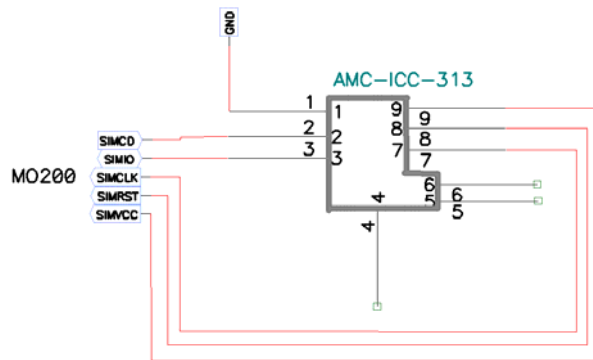 GND
AMC-ICC-313
1
1
9
9
2
2
8
8
SIMCD
SIMIO
3
3
7
7
MO200
SIMCLK
SIMRST
SIMVCC
6
6
5
5
4
4